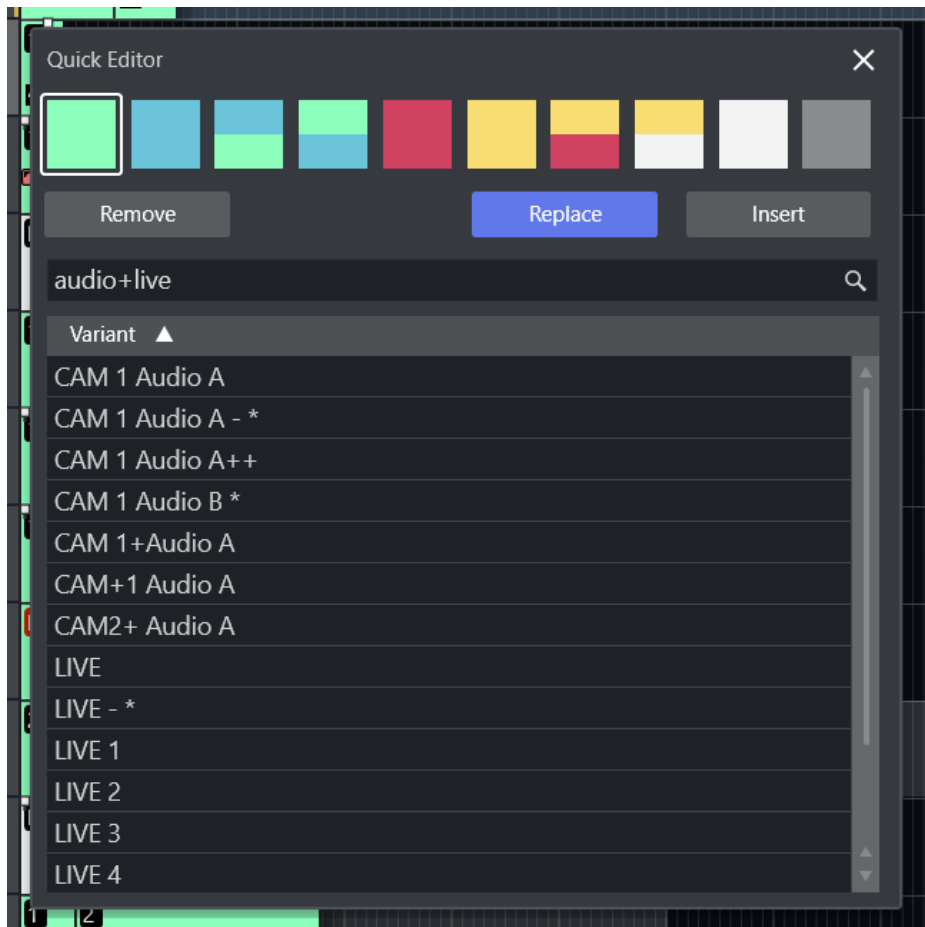 Quick Editor
Remove
Replace
Insert
audio+live
Variant ▲
CAM 1 Audio A
CAM 1 Audio A - *
CAM 1 Audio A++
CAM 1 Audio B *
CAM 1+Audio A
CAM+1 Audio A
CAM2+ Audio A
LIVE
LIVE - *
LIVE 1
LIVE 2
LIVE 3
LIVE 4
1 2